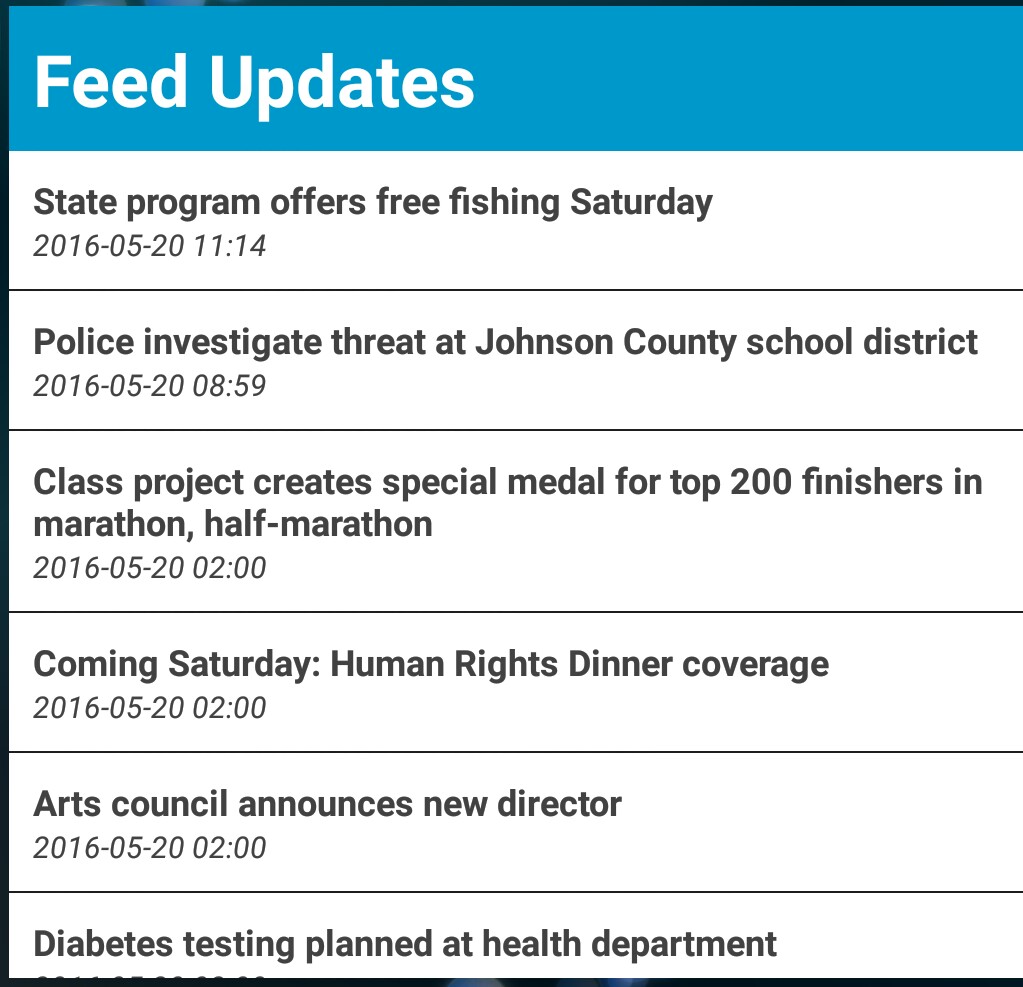 Feed Updates
State program offers free fishing Saturday
2016-05-20 11:14
Police investigate threat at Johnson County school district
2016-05-20 08:59
Class project creates special medal for top 200 finishers in
marathon, half-marathon
2016-05-20 02:00
Coming Saturday: Human Rights Dinner coverage
2016-05-20 02:00
Arts council announces new director
2016-05-20 02:00
Diabetes testing planned at health department